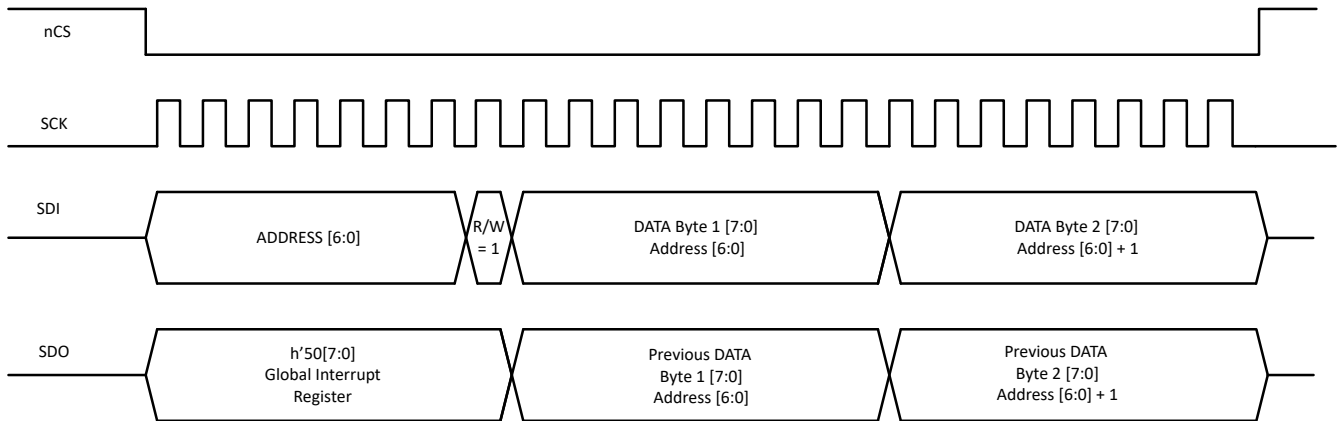 nCS
SCK
SDI
ADDRESS [6:0]
R/W
= 1
DATA Byte 1 [7:0]
Address [6:0]
DATA Byte 2 [7:0]
Address [6:0] + 1
SDO
h’50[7:0]
Global Interrupt
Register
Previous DATA
Byte 1 [7:0]
Address [6:0]
Previous DATA
Byte 2 [7:0]
Address [6:0] + 1